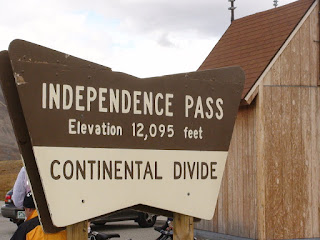 INDEPENDENCE PASS
Elevation 12,095 feet
CONTINENTAL DIVIDE